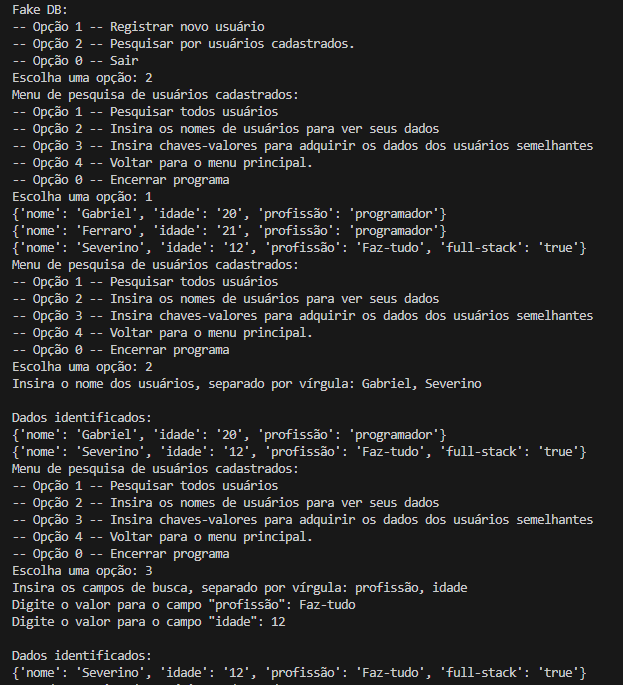 Fake DB:
-- Opção 1 -- Registrar novo usuário
-- Opção 2 -- Pesquisar por usuários cadastrados.
-- Opção 0 -- Sair
Escolha uma opção: 2
Menu de pesquisa de usuários cadastrados:
-- Opção 1 -- Pesquisar todos usuários
-- Opção 2 -- Insira os nomes de usuários para ver seus dados
-- Opção 3 -- Insira chaves-valores para adquirir os dados dos usuários semelhantes
-- Opção 4 -- Voltar para o menu principal.
-- Opção 0 -- Encerrar programa
Escolha uma opção: 1
{'nome': 'Gabriel', 'idade': '20', 'profissão': 'programador'}
{'nome': 'Ferraro', 'idade': '21', 'profissão': 'programador'}
{'nome': 'Severino', 'idade': '12', 'profissão': 'Faz-tudo', 'full-stack': 'true'}
Menu de pesquisa de usuários cadastrados:
-- Opção 1 -- Pesquisar todos usuários
-- Opção 2 -- Insira os nomes de usuários para ver seus dados
-- Opção 3 -- Insira chaves-valores para adquirir os dados dos usuários semelhantes
-- Opção 4 -- Voltar para o menu principal.
-- Opção 0 -- Encerrar programa
Escolha uma opção: 2
Insira o nome dos usuários, separado por vírgula: Gabriel, Severino
Dados identificados:
{'nome': 'Gabriel', 'idade': '20', 'profissão': 'programador'}
{'nome': 'Severino', 'idade': '12', 'profissão': 'Faz-tudo', 'full-stack': 'true'}
Menu de pesquisa de usuários cadastrados:
-- Opção 1 -- Pesquisar todos usuários
-- Opção 2 -- Insira os nomes de usuários para ver seus dados
-- Opção 3 -- Insira chaves-valores para adquirir os dados dos usuários semelhantes
-- Opção 4 -- Voltar para o menu principal.
-- Opção 0 -- Encerrar programa
Escolha uma opção: 3
Insira os campos de busca, separado por vírgula: profissão, idade
Digite o valor para o campo "profissão": Faz-tudo
Digite o valor para o campo "idade": 12
Dados identificados:
{'nome': 'Severino', 'idade': '12', 'profissão': 'Faz-tudo', 'full-stack': 'true'}